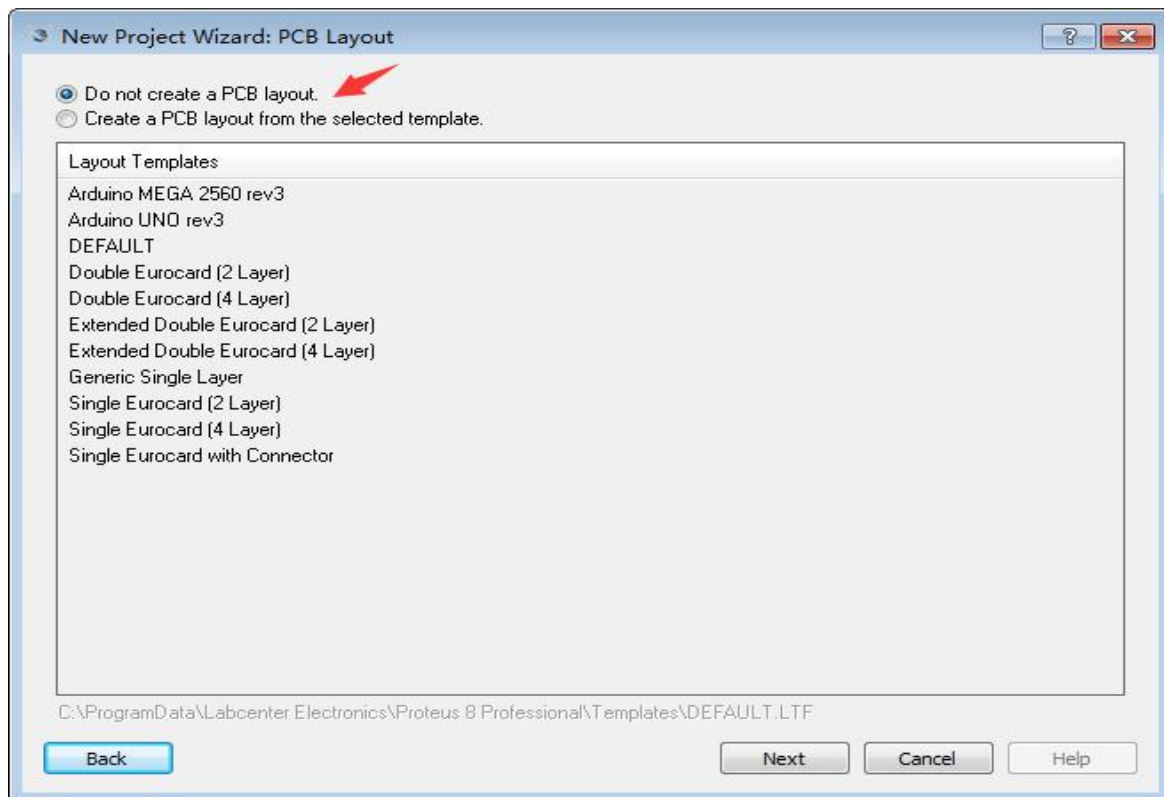 New Project Wizard: PCB Layout
Do not create a PCB layout.
Create a PCB layout from the selected template.
Layout Templates
Arduino MEGA 2560 rev3
Arduino UNO rev3
DEFAULT
Double Eurocard (2 Layer)
Double Eurocard (4 Layer)
Extended Double Eurocard (2 Layer)
Extended Double Eurocard (4 Layer)
Generic Single Layer
Single Eurocard (2 Layer)
Single Eurocard (4 Layer)
Single Eurocard with Connector
C:\ProgramData\Labcenter Electronics\Proteus 8 Professional\Templates\DEFAULT.LTF
Back Next Cancel Help